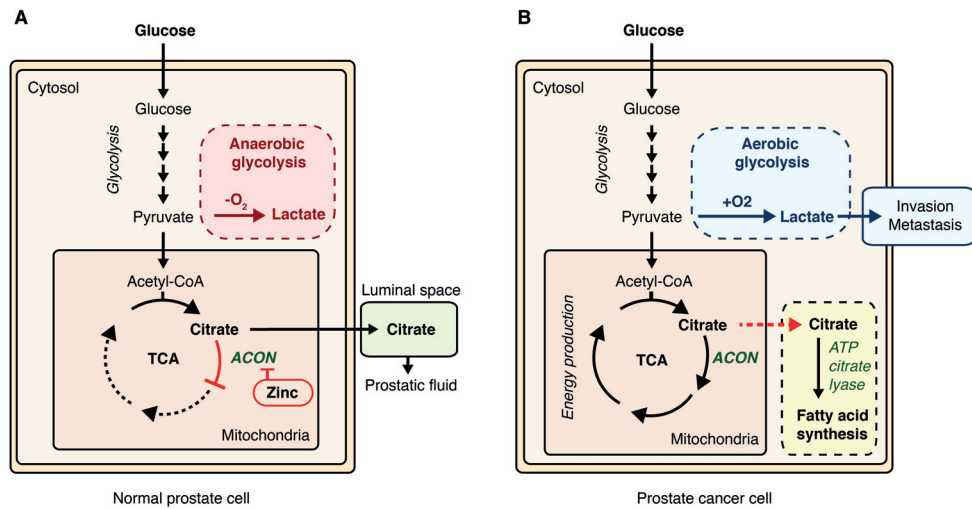 A
Glucose
Cytosol
Glucose
Glycolysis
Anaerobic
glycolysis
-O₂
Pyruvate
Lactate
Acetyl-CoA
Luminal space
Citrate
Citrate
TCA
ACON
Zinc
Prostatic fluid
Mitochondria
Normal prostate cell
B
Glucose
Cytosol
Glucose
Glycolysis
Aerobic
glycolysis
+O2
Pyruvate
Lactate
Invasion
Metastasis
Acetyl-CoA
Energy production
Citrate
Citrate
TCA
ACON
ATP
citrate
lyase
Fatty acid
synthesis
Mitochondria
Prostate cancer cell